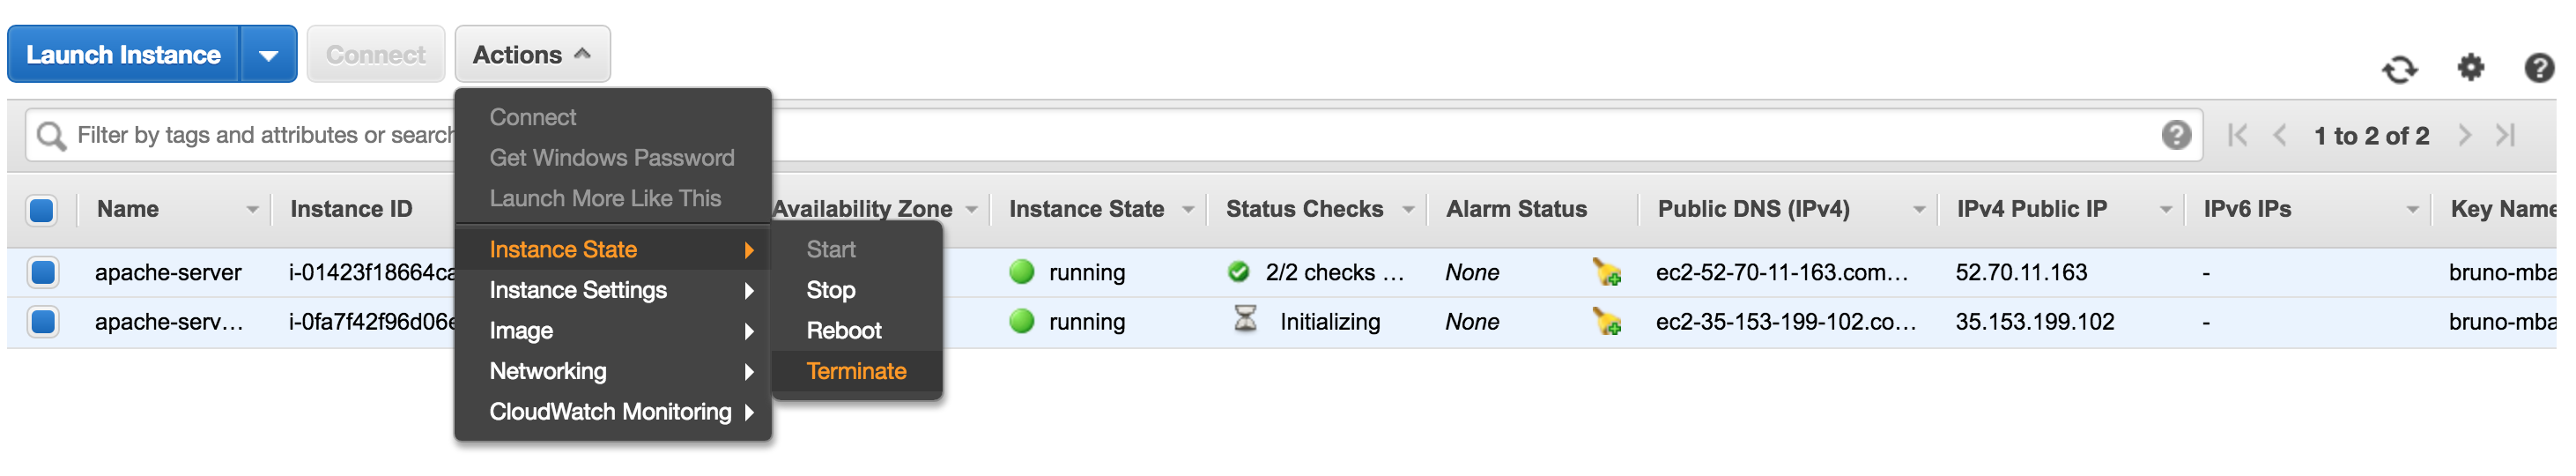 Launch Instance Connect Actions
Connect
Get Windows Password
Launch More Like This
Instance State
Instance Settings
Image
Networking
CloudWatch Monitoring
Start
Stop
Reboot
Terminate
Filter by tags and attributes or search
1 to 2 of 2
Name Instance ID Availability Zone Instance State Status Checks Alarm Status Public DNS (IPv4) IPv4 Public IP IPv6 IPs Key Name
apache-server i-01423f18664ca running 2/2 checks ... None ec2-52-70-11-163.com... 52.70.11.163 - bruno-mba
apache-serv... i-0fa7f42f96d06e running Initializing None ec2-35-153-199-102.co... 35.153.199.102 - bruno-mba